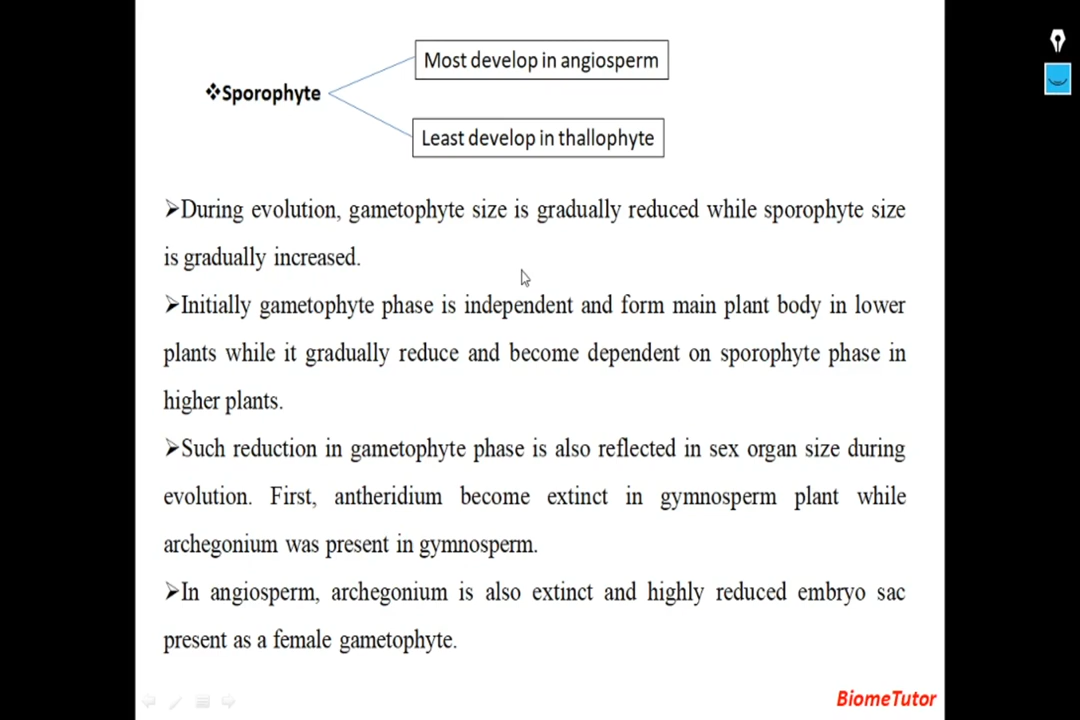 Most develop in angiosperm
❖Sporophyte
Least develop in thallophyte
➢During evolution, gametophyte size is gradually reduced while sporophyte size
is gradually increased.
➢Initially gametophyte phase is independent and form main plant body in lower
plants while it gradually reduce and become dependent on sporophyte phase in
higher plants.
➢Such reduction in gametophyte phase is also reflected in sex organ size during
evolution. First, antheridium become extinct in gymnosperm plant while
archegonium was present in gymnosperm.
➢In angiosperm, archegonium is also extinct and highly reduced embryo sac
present as a female gametophyte.
BiomeTutor